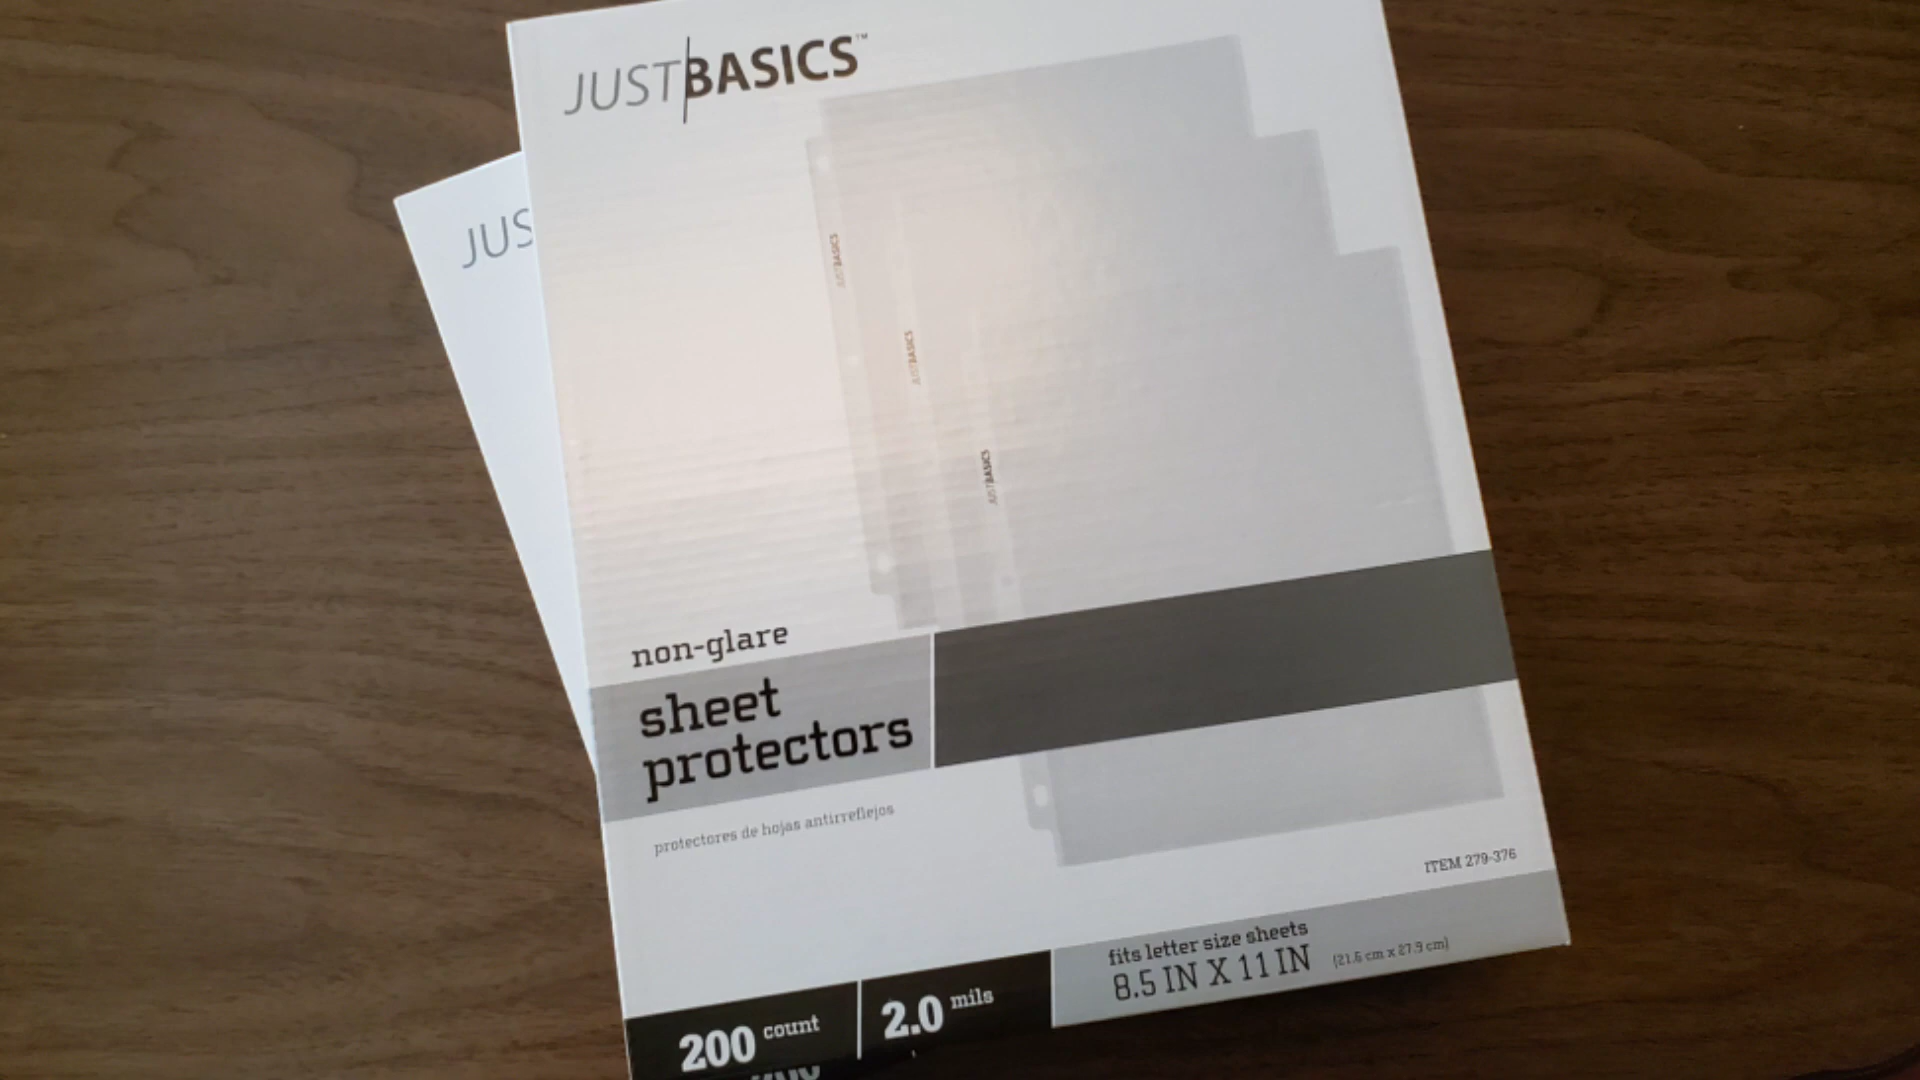 JUST BASICS™
JUS
JUSTBASICS
JUSTBASICS
JUSTBASICS
non-glare
sheet
protectors
protectores de hojas antirreflejos
ITEM 279-376
fits letter size sheets
8.5 IN X 11 IN (21.6 cm x 27.9 cm)
200 count
2.0 mils